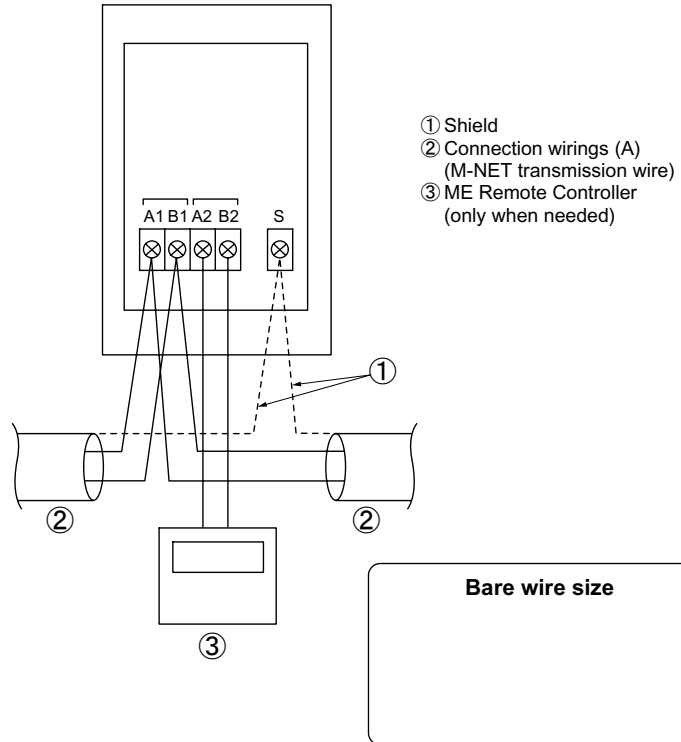 ① Shield
② Connection wirings (A)
(M-NET transmission wire)
③ ME Remote Controller
(only when needed)
A1 B1 A2 B2 S
①
② ②
③
Bare wire size